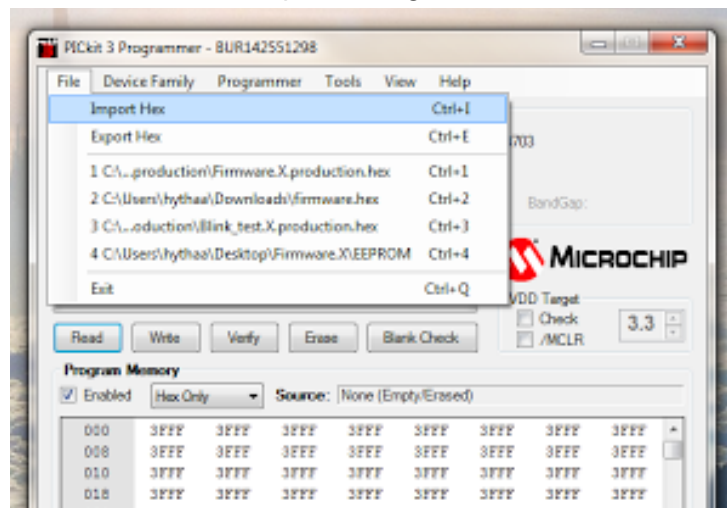 PICkit 3 Programmer - BUR142551298
File Device Family Programmer Tools View Help
Import Hex Ctrl+I
Export Hex Ctrl+E
1 C:\...production\Firmware.X.production.hex Ctrl+1
2 C:\Users\hythaa\Downloads\firmware.hex Ctrl+2
3 C:\...oduction\Blink_test.X.production.hex Ctrl+3
4 C:\Users\hythaa\Desktop\Firmware.X\EEPROM Ctrl+4
Exit Ctrl+Q
BandGap:
MICROCHIP
VDD Target
Check
/MCLR
3.3
Read Write Verify Erase Blank Check
Program Memory
Enabled Hex Only Source: None (Empty/Erased)
000 3FFF 3FFF 3FFF 3FFF 3FFF 3FFF 3FFF 3FFF
008 3FFF 3FFF 3FFF 3FFF 3FFF 3FFF 3FFF 3FFF
010 3FFF 3FFF 3FFF 3FFF 3FFF 3FFF 3FFF 3FFF
018 3FFF 3FFF 3FFF 3FFF 3FFF 3FFF 3FFF 3FFF